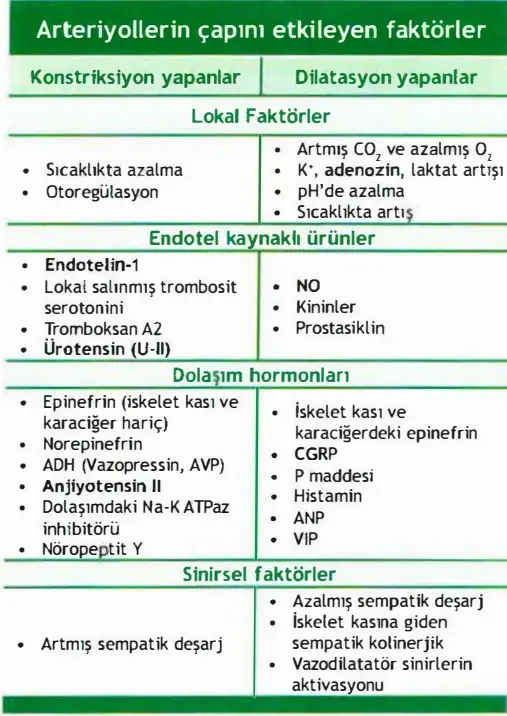 Arteriyollerin çapını etkileyen faktörler
Konstriksiyon yapanlar
Dilatasyon yapanlar
Lokal Faktörler
• Sıcaklıkta azalma
• Otoregülasyon
• Artmış CO₂ ve azalmış O₂
• K⁺, adenozin, laktat artışı
• pH'de azalma
• Sıcaklıkta artış
Endotel kaynaklı ürünler
• Endotelin-1
• Lokal salınmış trombosit
serotonini
• Tromboksan A2
• Ürotensin (U-II)
• NO
• Kininler
• Prostasiklin
Dolaşım hormonları
• Epinefrin (iskelet kası ve
karaciğer hariç)
• Norepinefrin
• ADH (Vazopressin, AVP)
• Anjiyotensin II
• Dolaşımdaki Na-K ATPaz
inhibitörü
• Nöropeptit Y
• İskelet kası ve
karaciğerdeki epinefrin
• CGRP
• P maddesi
• Histamin
• ANP
• VIP
Sinirsel faktörler
• Artmış sempatik deşarj
• Azalmış sempatik deşarj
• İskelet kasına giden
sempatik kolinerjik
• Vazodilatatör sinirlerin
aktivasyonu